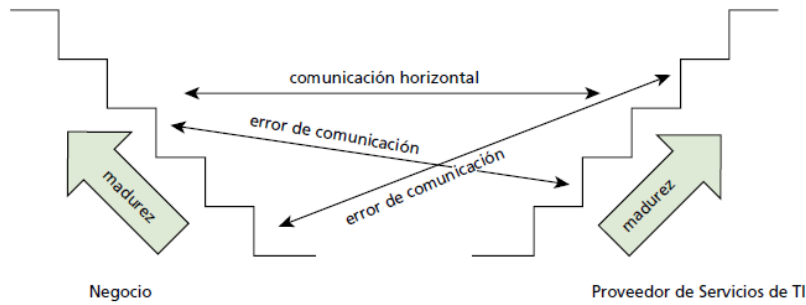 comunicación horizontal
error de comunicación
error de comunicación
madurez
madurez
Negocio
Proveedor de Servicios de TI